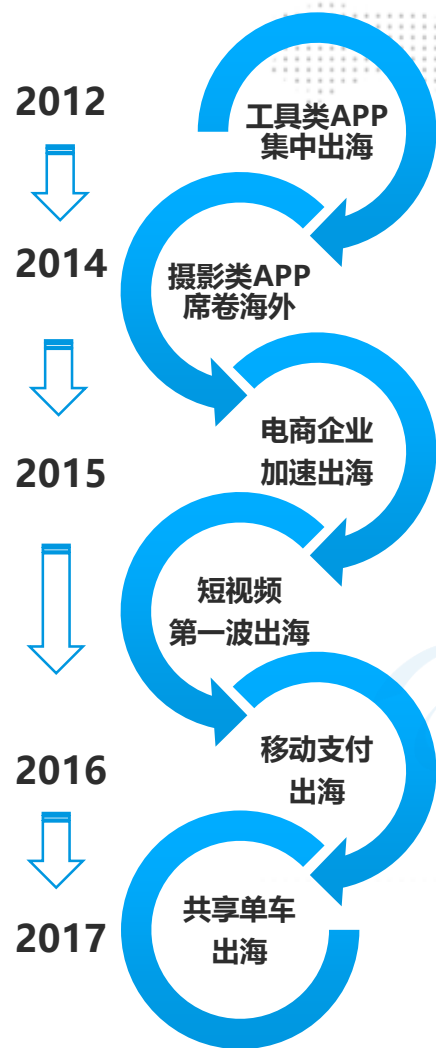 2012
工具类APP
集中出海
2014
摄影类APP
席卷海外
电商企业
2015
加速出海
短视频
第一波出海
移动支付
2016
出海
共享单车
2017
出海